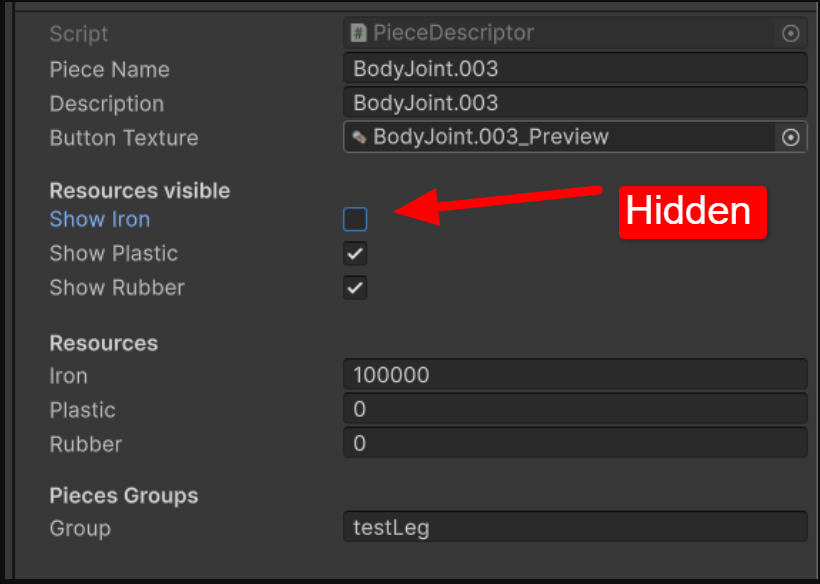 Script # PieceDescriptor
Piece Name BodyJoint.003
Description BodyJoint.003
Button Texture BodyJoint.003_Preview
Resources visible
Show Iron Hidden
Show Plastic
Show Rubber
Resources
Iron 100000
Plastic 0
Rubber 0
Pieces Groups
Group testLeg